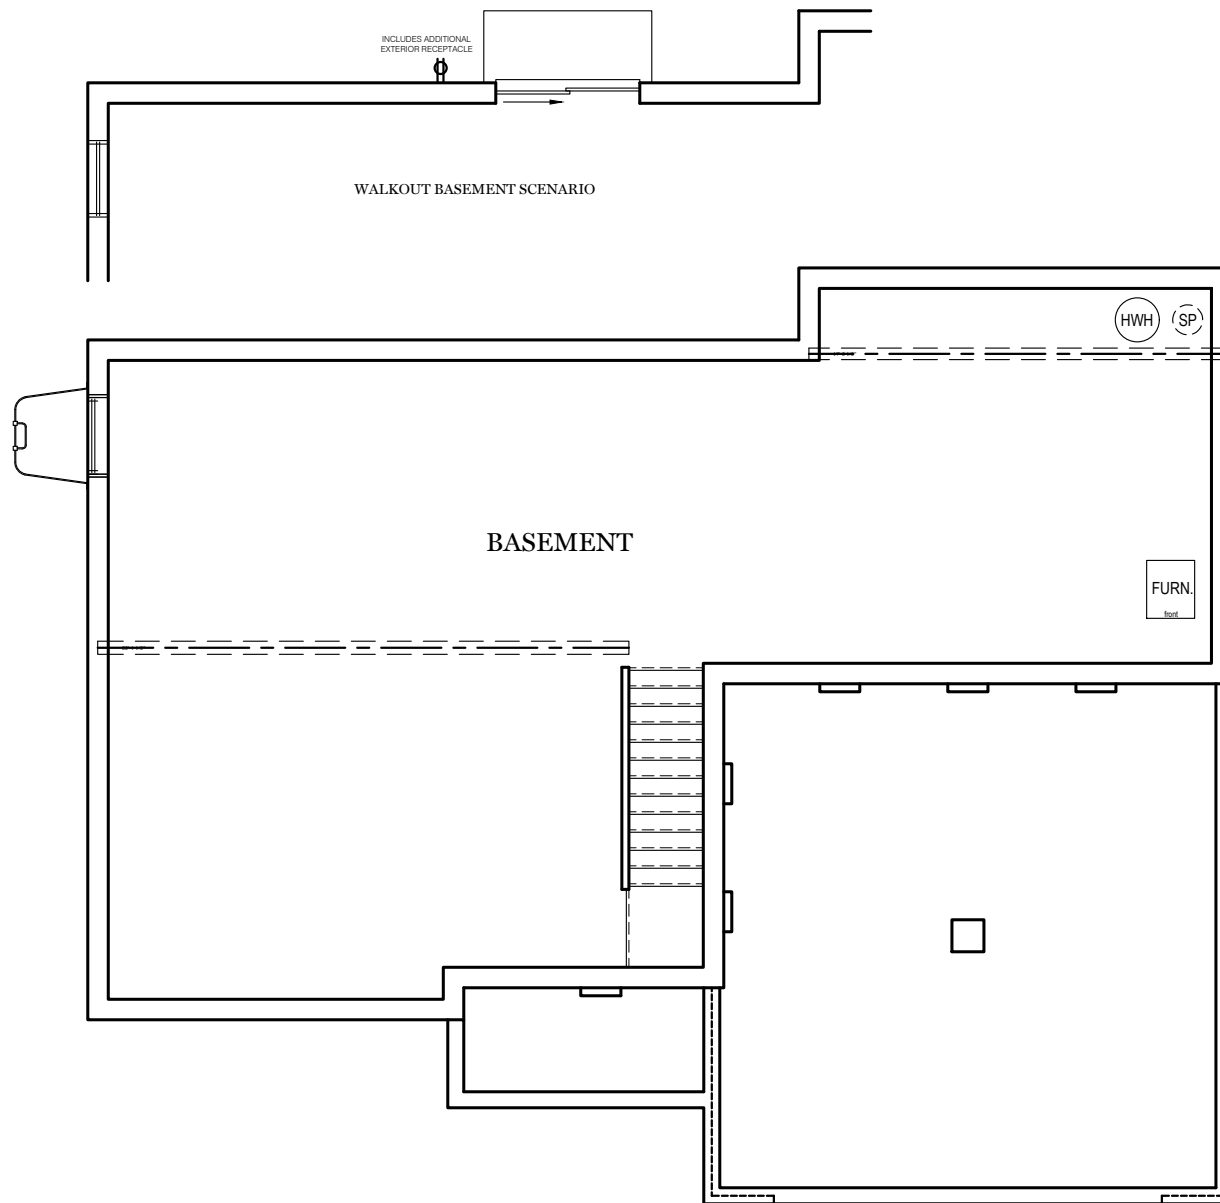 INCLUDES ADDITIONAL
EXTERIOR RECEPTACLE
WALKOUT BASEMENT SCENARIO
HWH
SP
BASEMENT
FURN.
front